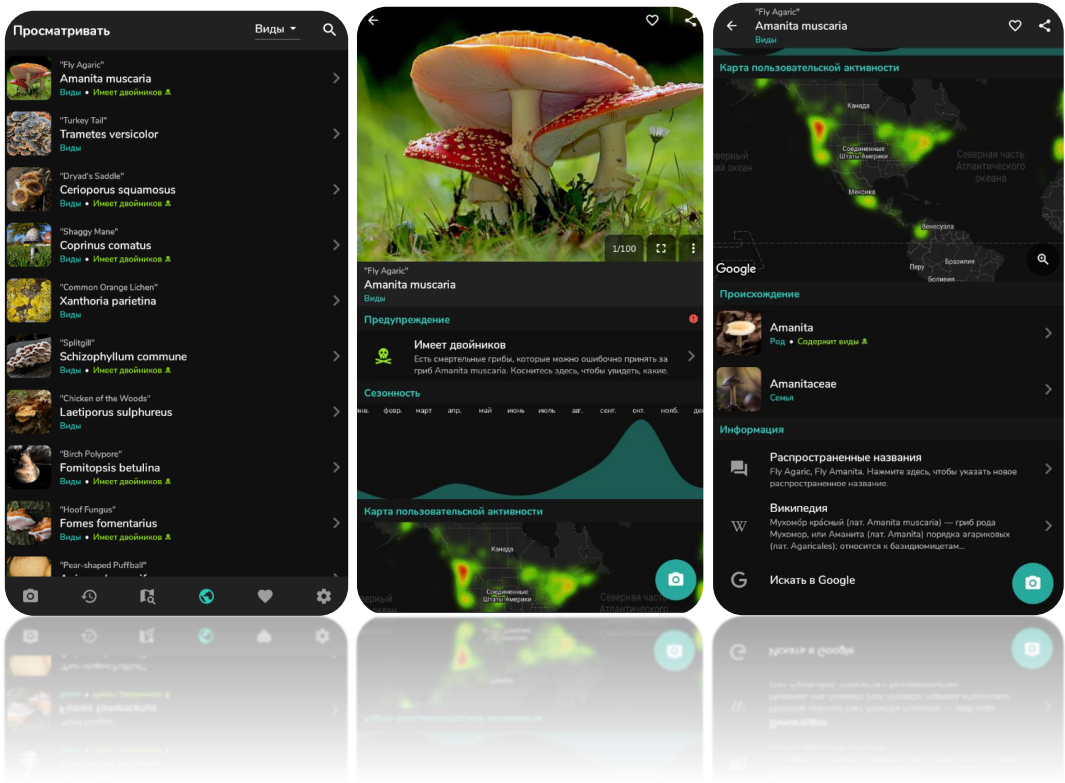 Просматривать
Виды
"Fly Agaric"
Amanita muscaria
Виды • Имеет двойников
"Turkey Tail"
Trametes versicolor
Виды
"Dryad's Saddle"
Cerioporus squamosus
Виды • Имеет двойников
"Shaggy Mane"
Coprinus comatus
Виды • Имеет двойников
"Common Orange Lichen"
Xanthoria parietina
Виды
"Splitgill"
Schizophyllum commune
Виды • Имеет двойников
"Chicken of the Woods"
Laetiporus sulphureus
Виды
"Birch Polypore"
Fomitopsis betulina
Виды • Имеет двойников
"Hoof Fungus"
Fomes fomentarius
Виды • Имеет двойников
"Pear-shaped Puffball"
1/100
"Fly Agaric"
Amanita muscaria
Виды
Предупреждение
Имеет двойников
Есть смертельные грибы, которые можно ошибочно принять за
гриб Amanita muscaria. Коснитесь здесь, чтобы увидеть, какие.
Сезонность
янв. февр. март апр. май июнь июль авг. сент. окт. нояб. де
Карта пользовательской активности
Канада
Соединенные
Штаты Америки
Северная часть
Атлантического
"Fly Agaric"
Amanita muscaria
Виды
Карта пользовательской активности
Канада
Соединенные
Штаты Америки
Северная часть
Атлантического
океана
Мексика
Венесуэла
Перу
Бразилия
Боливия
Google
Происхождение
Amanita
Род • Содержит виды
Amanitaceae
Семья
Информация
Распространенные названия
Fly Agaric, Fly Amanita. Нажмите здесь, чтобы указать новое
распространенное название.
W
Википедия
Мухомо́р кра́сный (лат. Amanita muscaria) — гриб рода
Мухомор, или Аманита (лат. Amanita) порядка агариковых
(лат. Agaricales); относится к базидиомицетам...
G
Искать в Google